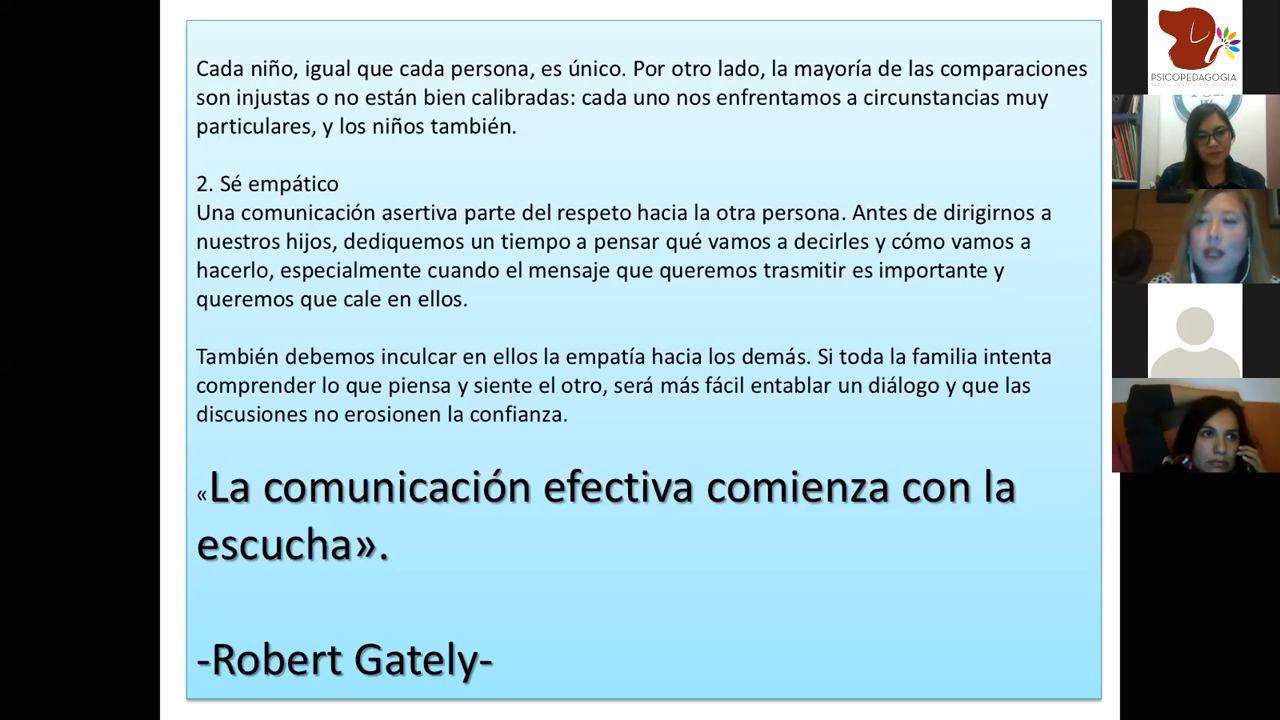 Cada niño, igual que cada persona, es único. Por otro lado, la mayoría de las comparaciones
son injustas o no están bien calibradas: cada uno nos enfrentamos a circunstancias muy
particulares, y los niños también.
2. Sé empático
Una comunicación asertiva parte del respeto hacia la otra persona. Antes de dirigirnos a
nuestros hijos, dediquemos un tiempo a pensar qué vamos a decirles y cómo vamos a
hacerlo, especialmente cuando el mensaje que queremos trasmitir es importante y
queremos que cale en ellos.
También debemos inculcar en ellos la empatía hacia los demás. Si toda la familia intenta
comprender lo que piensa y siente el otro, será más fácil entablar un diálogo y que las
discusiones no erosionen la confianza.
«La comunicación efectiva comienza con la
escucha».
-Robert Gately-
PSICOPEDAGOGIA